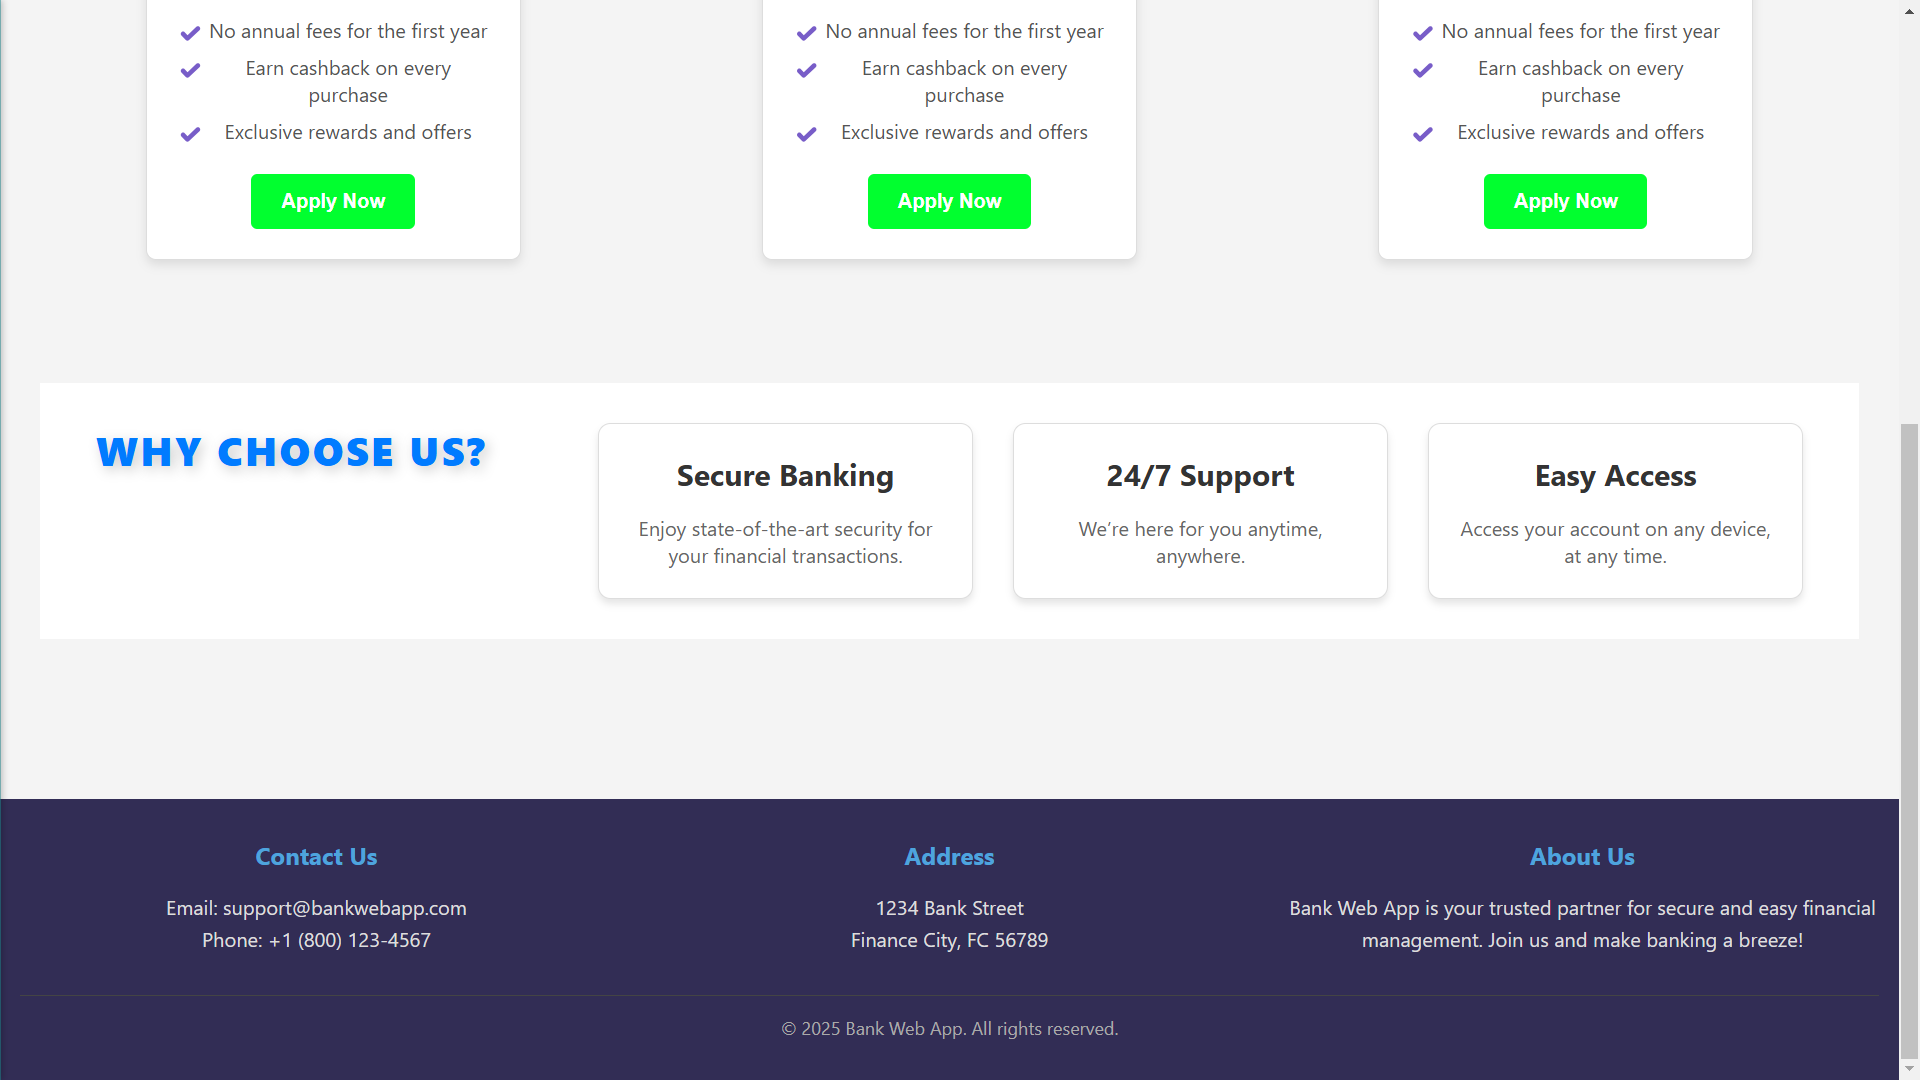 No annual fees for the first year
Earn cashback on every
purchase
Exclusive rewards and offers
Apply Now
No annual fees for the first year
Earn cashback on every
purchase
Exclusive rewards and offers
Apply Now
No annual fees for the first year
Earn cashback on every
purchase
Exclusive rewards and offers
Apply Now
WHY CHOOSE US?
Secure Banking
Enjoy state-of-the-art security for
your financial transactions.
24/7 Support
We’re here for you anytime,
anywhere.
Easy Access
Access your account on any device,
at any time.
Contact Us
Email: support@bankwebapp.com
Phone: +1 (800) 123-4567
Address
1234 Bank Street
Finance City, FC 56789
About Us
Bank Web App is your trusted partner for secure and easy financial
management. Join us and make banking a breeze!
© 2025 Bank Web App. All rights reserved.